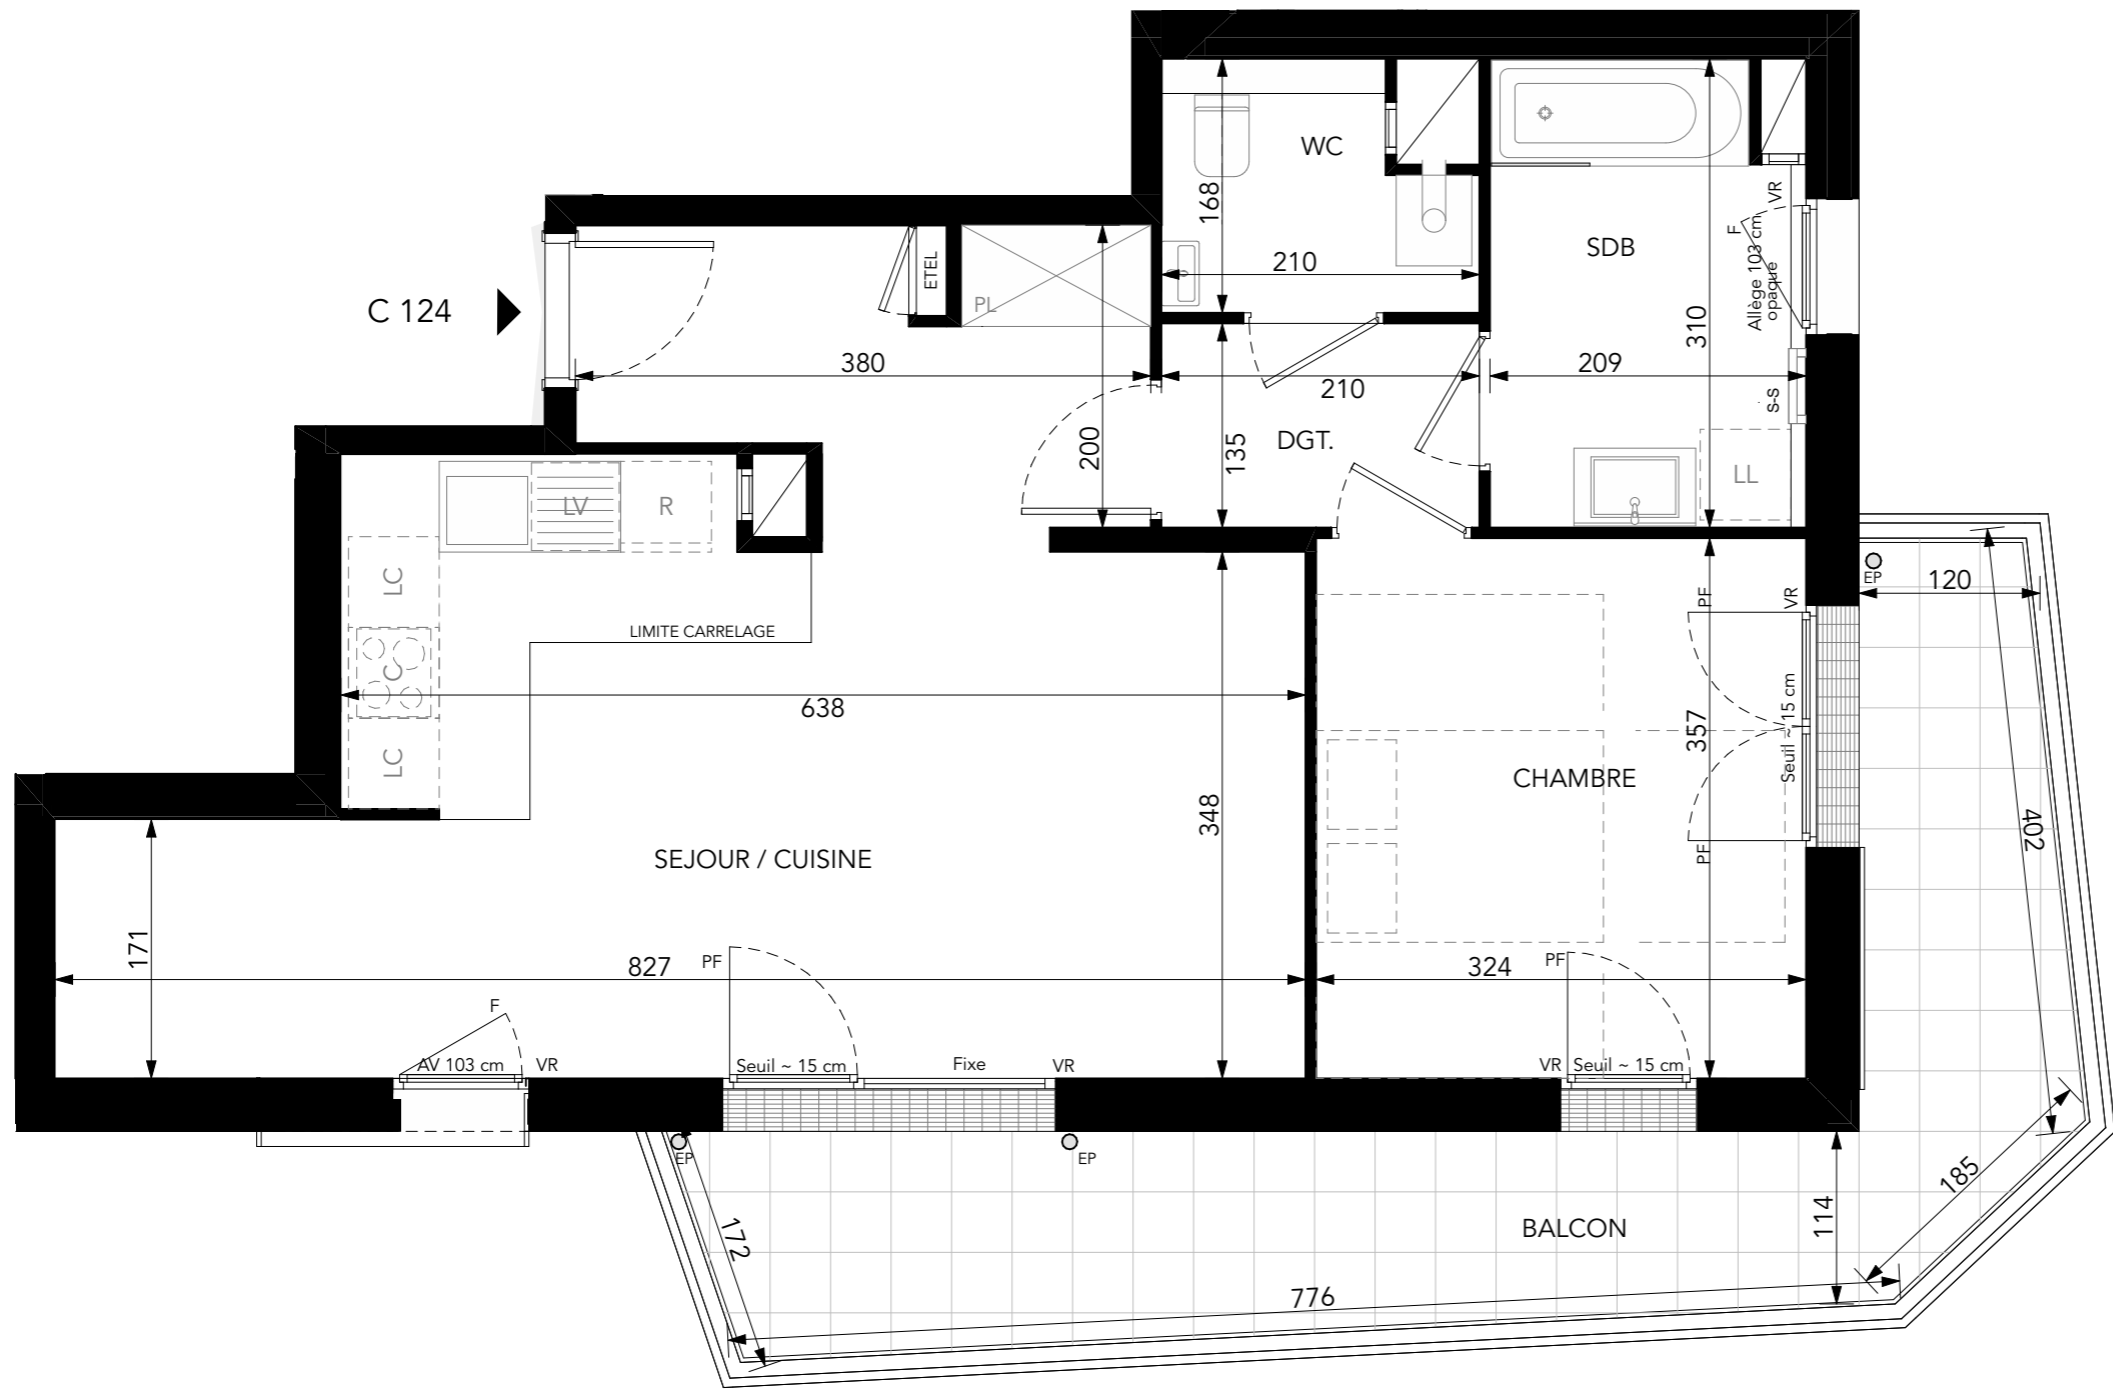 WC
168
210
SDB
VR
F
Allège 103 cm
opaque
310
209
S-S
LL
C 124
ETEL
PL
380
200
210
135
DGT.
LV
R
LC
C
LC
LIMITE CARRELAGE
638
348
SEJOUR / CUISINE
171
827
PF
F
AV 103 cm
VR
Seuil ~ 15 cm
Fixe
VR
CHAMBRE
357
PF
VR
Seuil ~ 15 cm
PF
324
PF
VR
Seuil ~ 15 cm
EP
120
402
185
114
EP
EP
172
776
BALCON